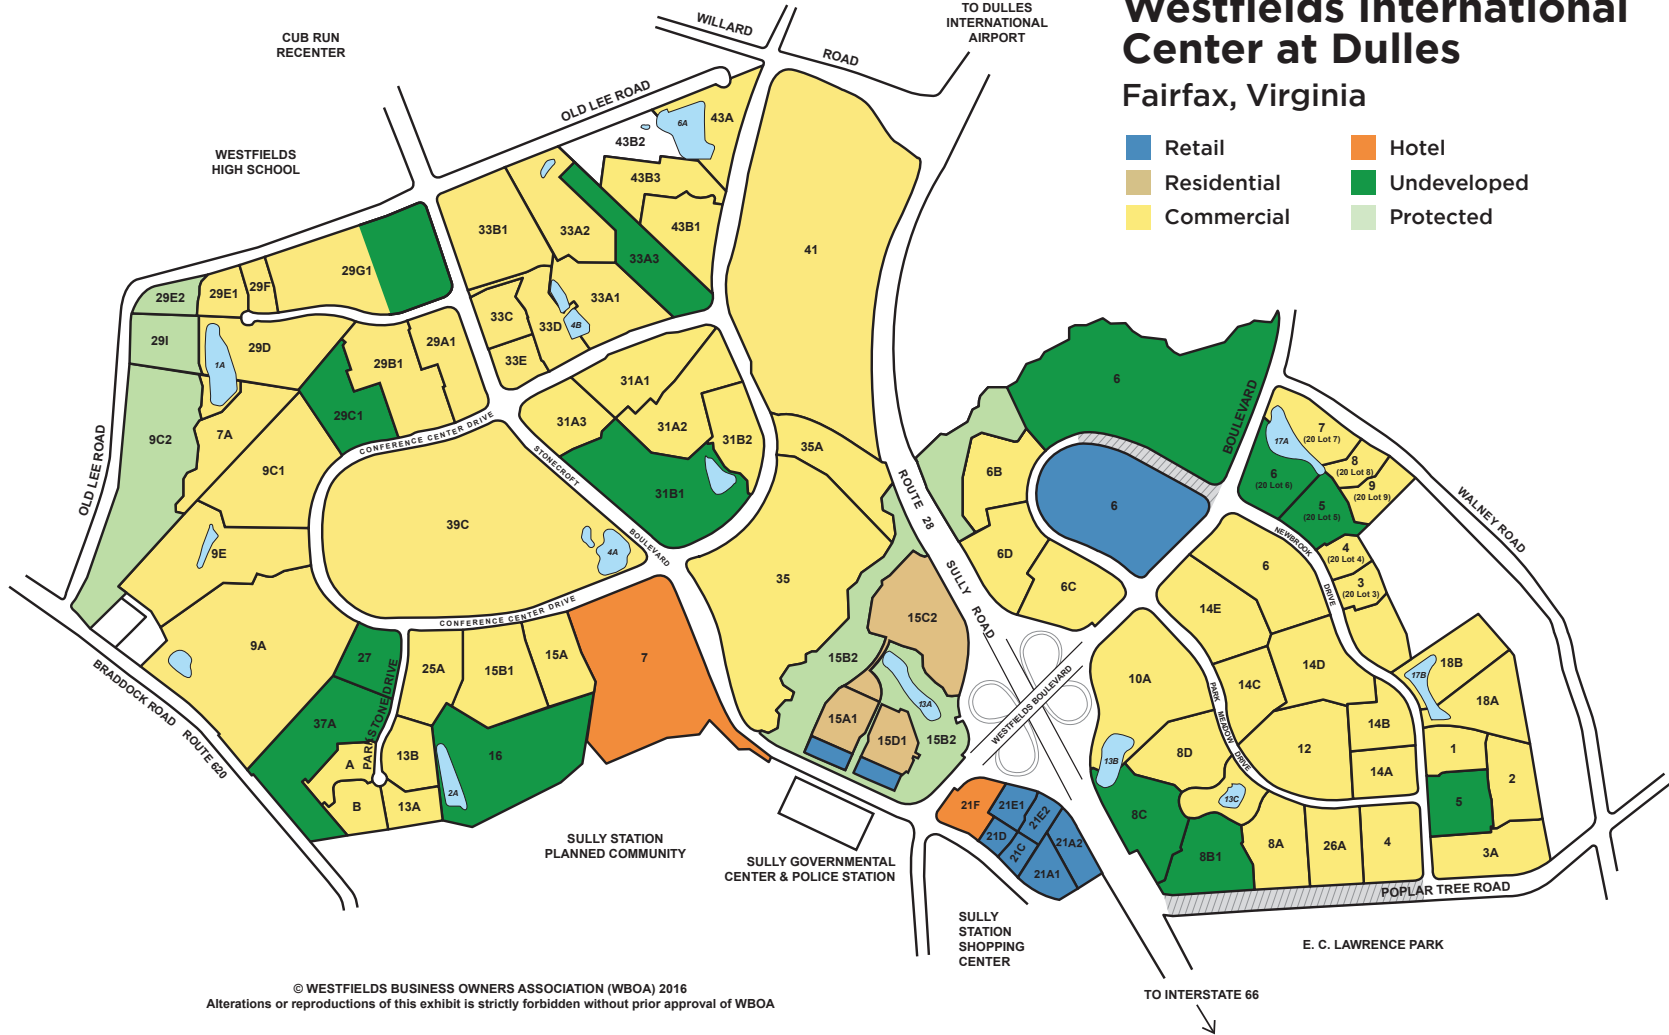 Westfields International
Center at Dulles
Fairfax, Virginia
Retail
Residential
Commercial
Hotel
Undeveloped
Protected
TO DULLES
INTERNATIONAL
AIRPORT
WILLARD
ROAD
CUB RUN
RECENTER
OLD LEE ROAD
WESTFIELDS
HIGH SCHOOL
6A
43A
43B2
43B3
43B1
33B1
33A2
33A3
33A1
33C
33D
4B
33E
41
29G1
29F
29E1
29E2
29I
29D
1A
29B1
29A1
29C1
7A
9C2
9C1
OLD LEE ROAD
CONFERENCE CENTER DRIVE
STONECROFT
BOULEVARD
31A1
31A3
31A2
31B2
31B1
35A
35
39C
4A
9E
9A
CONFERENCE CENTER DRIVE
BRADDOCK ROAD
ROUTE 620
27
37A
PARKSTONE DRIVE
25A
15B1
15A
7
13B
A
B
13A
2A
16
ROUTE 28
SULLY ROAD
15C2
15B2
13A
15A1
15D1
15B2
WESTFIELDS BOULEVARD
6
BOULEVARD
6B
6
6D
6C
17A
7
(20 Lot 7)
8
(20 Lot 8)
9
(20 Lot 9)
6
(20 Lot 6)
5
(20 Lot 5)
4
(20 Lot 4)
3
(20 Lot 3)
WALNEY ROAD
NEWBROOK
DRIVE
6
14E
14D
14C
14B
14A
12
10A
PARK MEADOW DRIVE
8D
13B
13C
8C
8B1
8A
26A
4
18B
17B
18A
1
2
5
3A
POPLAR TREE ROAD
21F
21E1
21E2
21D
21C
21A2
21A1
SULLY STATION
PLANNED COMMUNITY
SULLY GOVERNMENTAL
CENTER & POLICE STATION
SULLY
STATION
SHOPPING
CENTER
E. C. LAWRENCE PARK
TO INTERSTATE 66
© WESTFIELDS BUSINESS OWNERS ASSOCIATION (WBOA) 2016
Alterations or reproductions of this exhibit is strictly forbidden without prior approval of WBOA